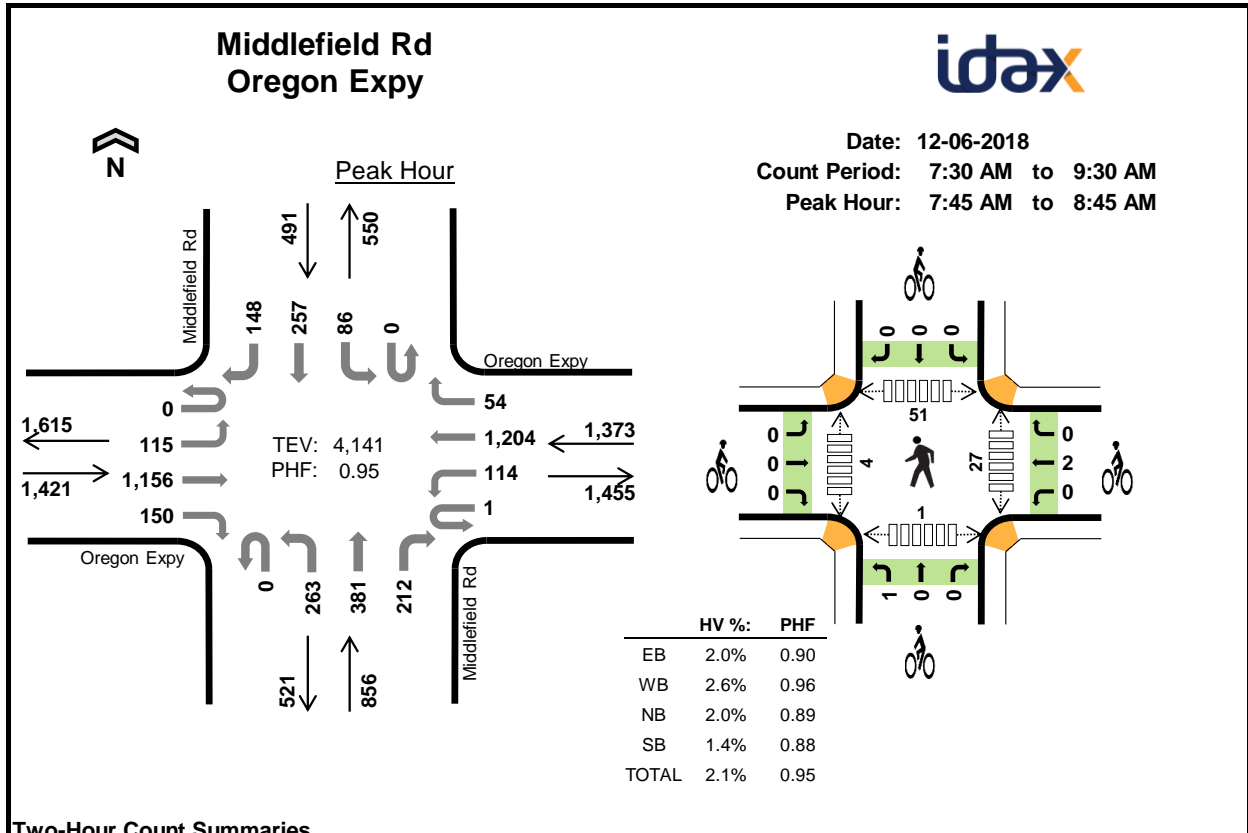 Middlefield Rd
Oregon Expy
idax
Date: 12-06-2018
Count Period: 7:30 AM to 9:30 AM
Peak Hour: 7:45 AM to 8:45 AM
N
Peak Hour
491
550
Middlefield Rd
148
257
86
0
Oregon Expy
0
115
1,156
150
1,615
1,421
TEV: 4,141
PHF: 0.95
54
1,204
114
1
1,373
1,455
Oregon Expy
0
263
381
212
Middlefield Rd
521
856
0 0 0
51
0
0
0
4
27
0
2
0
1
1 0 0
HV %: PHF
EB 2.0% 0.90
WB 2.6% 0.96
NB 2.0% 0.89
SB 1.4% 0.88
TOTAL 2.1% 0.95
Two-Hour Count Summaries